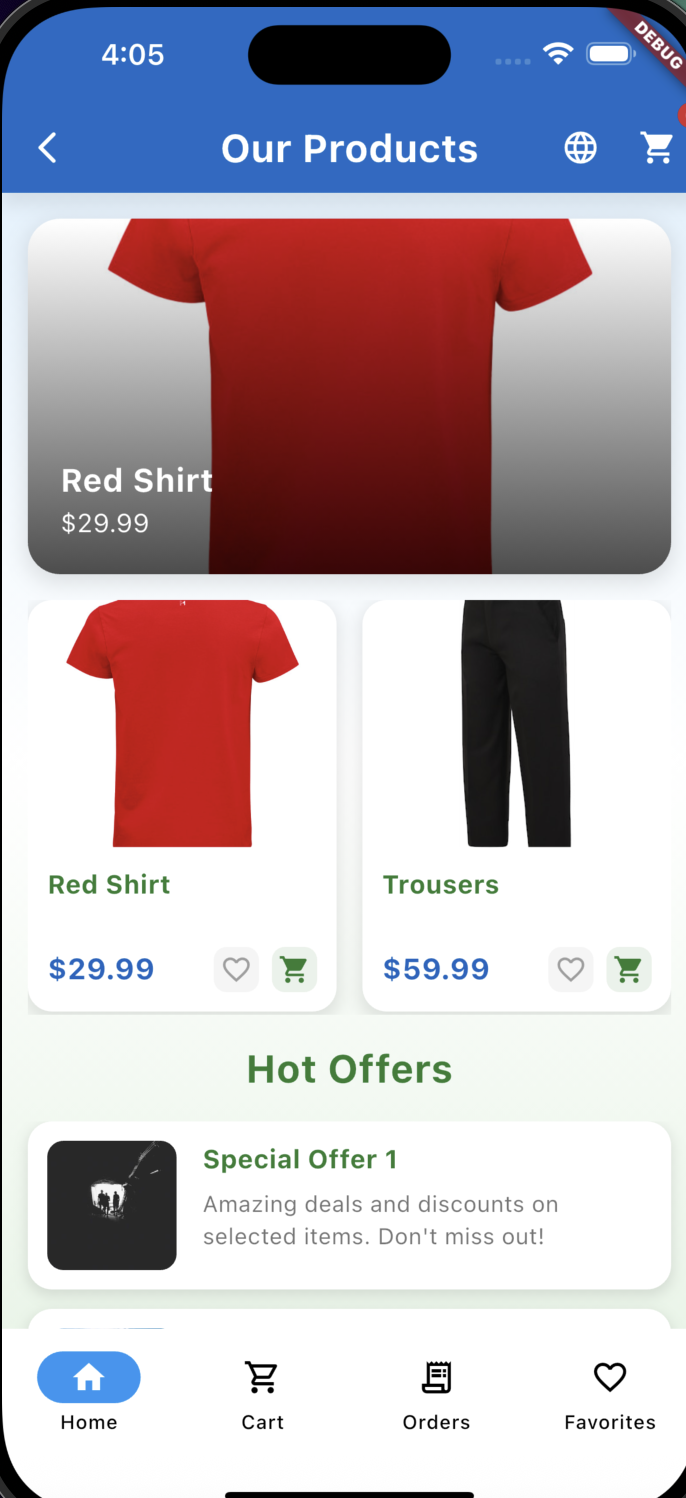 4:05
DEBUG
Our Products
Red Shirt
$29.99
Red Shirt
$29.99
Trousers
$59.99
Hot Offers
Special Offer 1
Amazing deals and discounts on
selected items. Don't miss out!
Home
Cart
Orders
Favorites